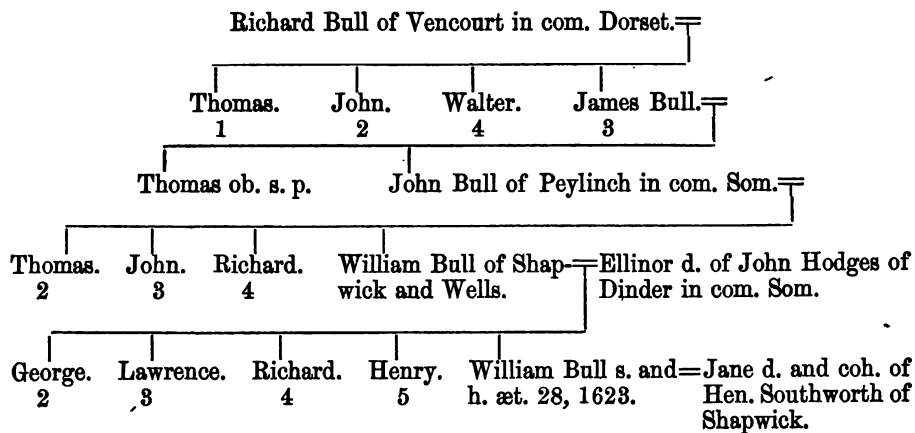 Richard Bull of Vencourt in com. Dorset.=
Thomas. John. Walter. James Bull.=
1 2 4 3
Thomas ob. s. p. John Bull of Peylinch in com. Som.=
Thomas. John. Richard. William Bull of Shap-=Ellinor d. of John Hodges of
2 3 4 wick and Wells. Dinder in com. Som.
George. Lawrence. Richard. Henry. William Bull s. and=Jane d. and coh. of
2 3 4 5 h. æt. 28, 1623. Hen. Southworth of
Shapwick.